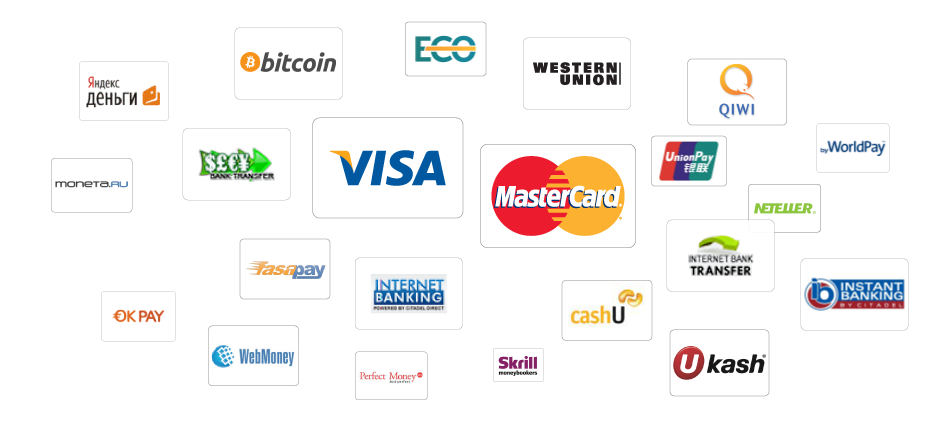 ECO
bitcoin
WESTERN
UNION
Яндекс
деньги
QIWI
VISA
UnionPay
银联
by WorldPay
BANK TRANSFER
moneta.ru
MasterCard
NETELLER
INTERNET BANK
TRANSFER
fasapay
INTERNET
BANKING
POWERED BY CITADEL DIRECT
cashU
INSTANT
BANKING
BY CITADEL
OKPAY
WebMoney
Perfect Money
Skrill
moneybookers
Ukash